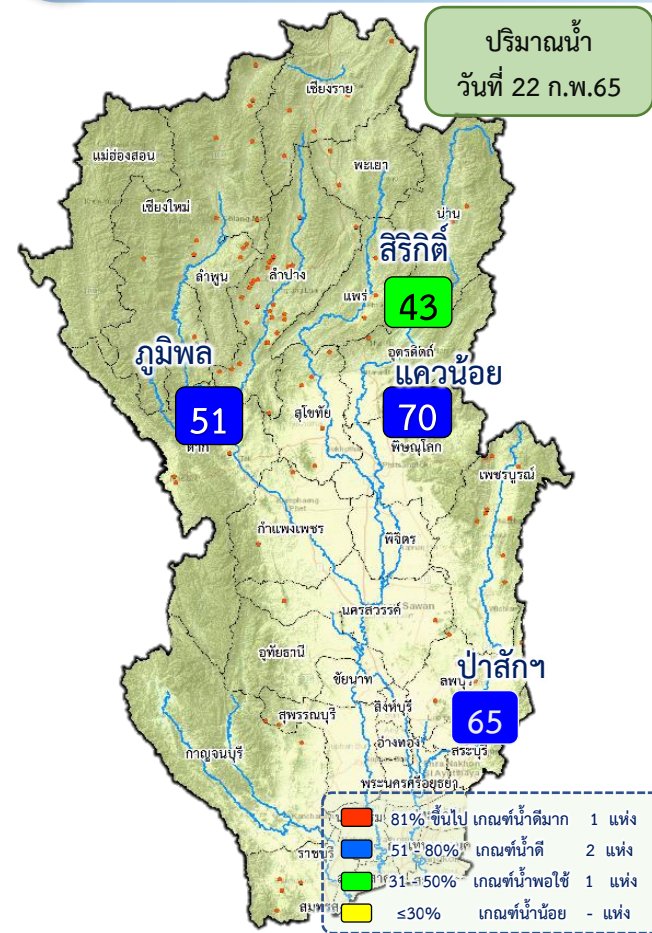 ปริมาณน้ำ
วันที่ 22 ก.พ.65
เชียงราย
แม่ฮ่องสอน
พะเยา
เชียงใหม่
น่าน
สิริกิติ์
ลำพูน
ลำปาง
แพร่
43
ภูมิพล
อุตรดิตถ์
แควน้อย
51
สุโขทัย
70
ตาก
พิษณุโลก
เพชรบูรณ์
กำแพงเพชร
พิจิตร
นครสวรรค์
Sawan
อุทัยธานี
ป่าสักฯ
ชัยนาท
ลพบุรี
สิงห์บุรี
สุพรรณบุรี
65
อ่างทอง
กาญจนบุรี
สระบุรี
พระนครศรีอยุธยา
81% ขึ้นไป เกณฑ์น้ำดีมาก 1 แห่ง
51 - 80% เกณฑ์น้ำดี 2 แห่ง
ราชบุรี
31 - 50% เกณฑ์น้ำพอใช้ 1 แห่ง
≤30% เกณฑ์น้ำน้อย - แห่ง